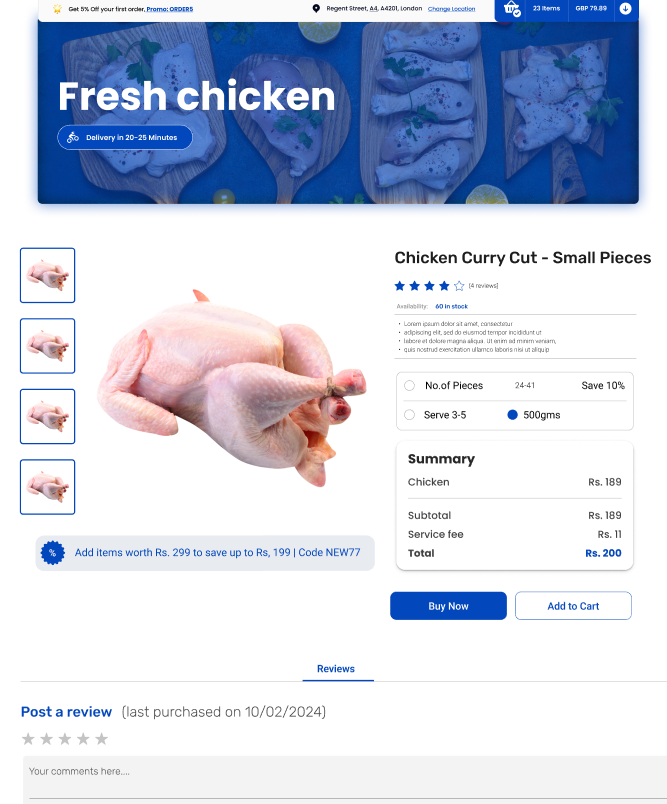 Get 5% Off your first order, Promo: ORDER5
Regent Street, A4, A4201, London Change Location
23 Items
GBP 79.89
Fresh chicken
Delivery in 20-25 Minutes
Chicken Curry Cut - Small Pieces
[4 reviews]
Availability: 60 in stock
• Lorem ipsum dolor sit amet, consectetur
• adipiscing elit, sed do eiusmod tempor incididunt ut
• labore et dolore magna aliqua. Ut enim ad minim veniam,
• quis nostrud exercitation ullamco laboris nisi ut aliquip
No.of Pieces 24-41 Save 10%
Serve 3-5 500gms
Summary
Chicken Rs. 189
Subtotal Rs. 189
Service fee Rs. 11
Total Rs. 200
% Add items worth Rs. 299 to save up to Rs, 199 | Code NEW77
Buy Now
Add to Cart
Reviews
Post a review (last purchased on 10/02/2024)
Your comments here....